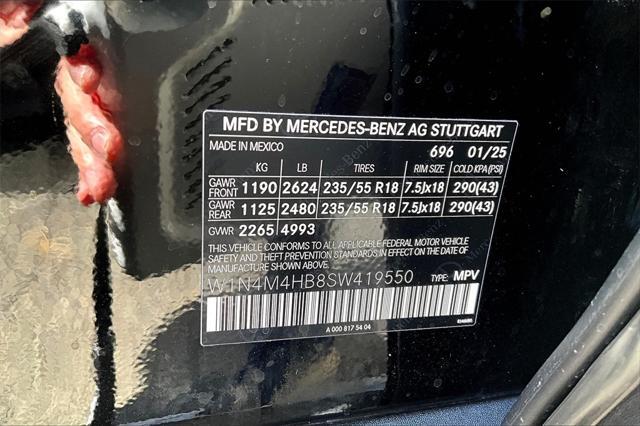 MFD BY MERCEDES-BENZ AG STUTTGART
MADE IN MEXICO 696 01/25
KG LB TIRES RIM SIZE COLD KPA(PSI)
GAWR FRONT 1190 2624 235/55 R18 7.5Jx18 290(43)
GAWR REAR 1125 2480 235/55 R18 7.5Jx18 290(43)
GVWR 2265 4993
THIS VEHICLE CONFORMS TO ALL APPLICABLE FEDERAL MOTOR VEHICLE
SAFETY AND THEFT PREVENTION STANDARDS IN EFFECT ON THE DATE OF
MANUFACTURE SHOWN ABOVE.
W1N4M4HB8SW419550 TYPE: MPV
A 000 817 54 04